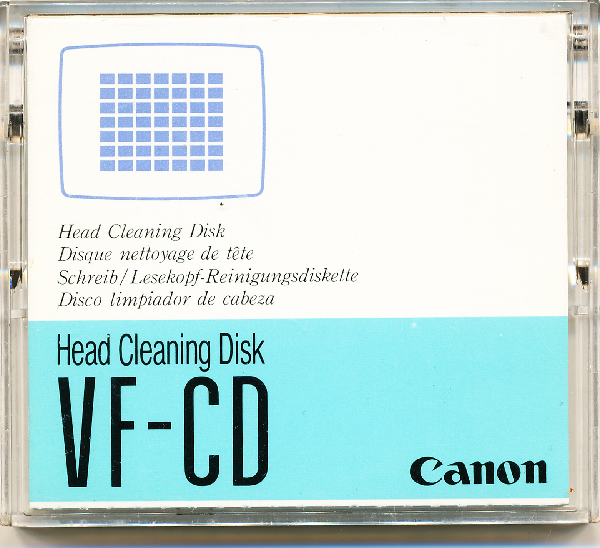 Head Cleaning Disk
Disque nettoyage de tête
Schreib/Lesekopf-Reinigungsdiskette
Disco limpiador de cabeza
Head Cleaning Disk
VF-CD
Canon